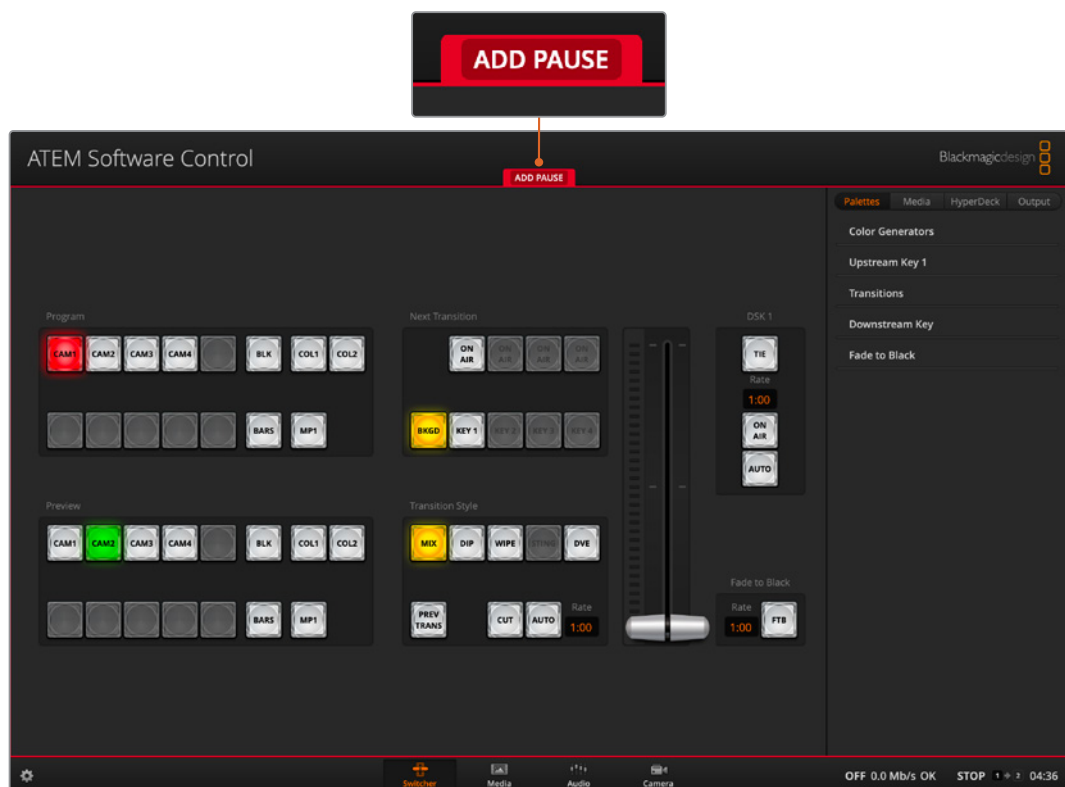 ADD PAUSE
ATEM Software Control
Blackmagicdesign
ADD PAUSE
Palettes Media HyperDeck Output
Color Generators
Upstream Key 1
Transitions
Downstream Key
Fade to Black
Program
CAM1 CAM2 CAM3 CAM4 BLK COL1 COL2
BARS MP1
Next Transition
ON AIR ON AIR ON AIR ON AIR
BKGD KEY 1 KEY 2 KEY 3 KEY 4
DSK 1
TIE
Rate
1:00
ON AIR
AUTO
Preview
CAM1 CAM2 CAM3 CAM4 BLK COL1 COL2
BARS MP1
Transition Style
MIX DIP WIPE STING DVE
PREV TRANS CUT AUTO Rate 1:00
Fade to Black
Rate
1:00 FTB
Switcher Media Audio Camera
OFF 0.0 Mb/s OK STOP 1 2 04:36